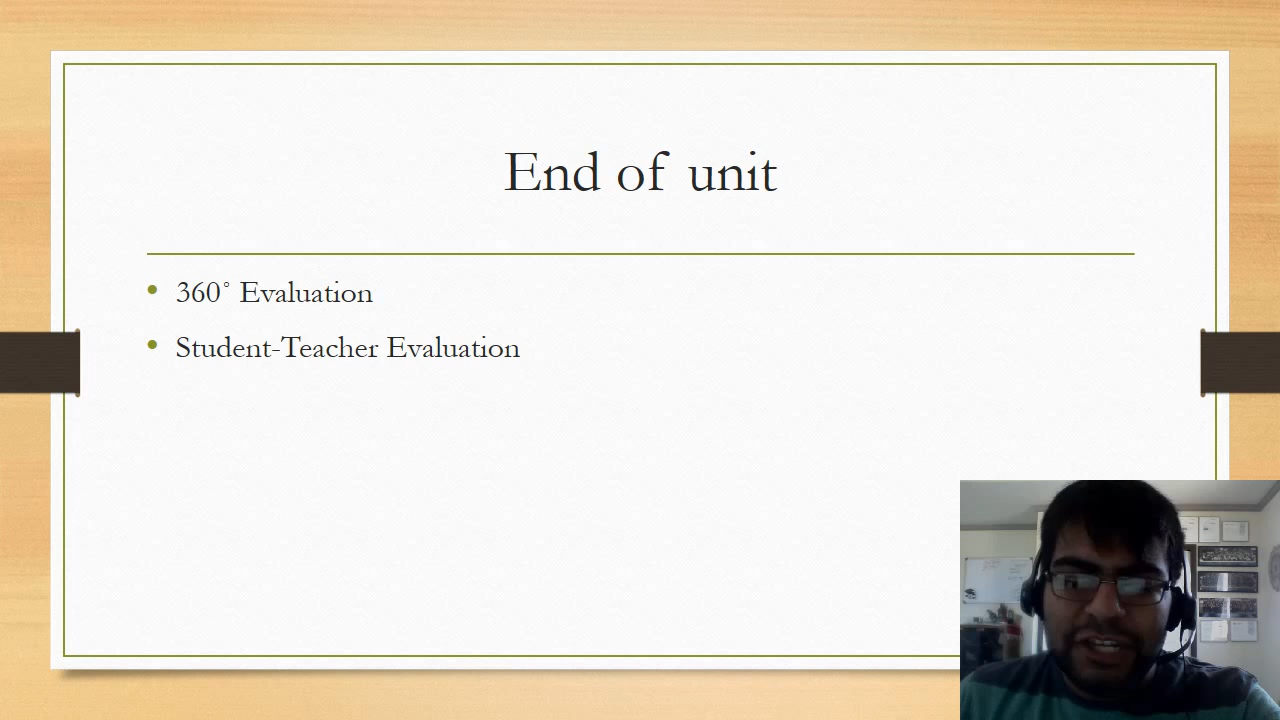 End of unit
• 360˚ Evaluation
• Student-Teacher Evaluation